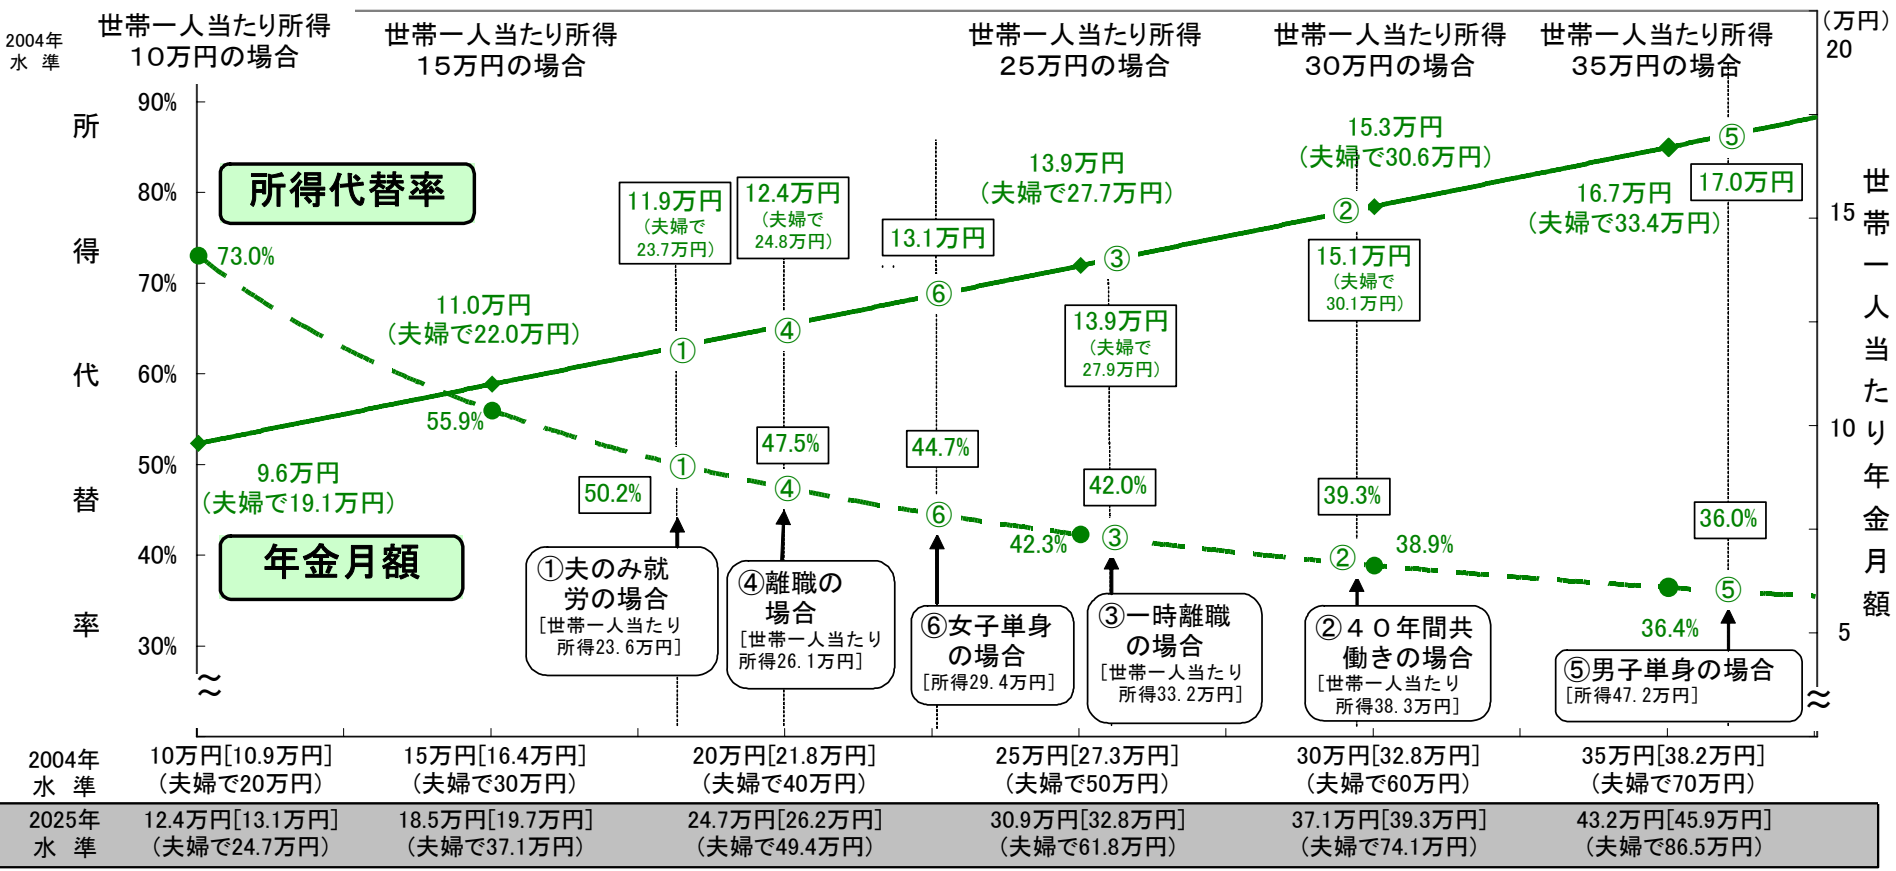 2004年
水 準
世帯一人当たり所得
10万円の場合
世帯一人当たり所得
15万円の場合
世帯一人当たり所得
25万円の場合
世帯一人当たり所得
30万円の場合
世帯一人当たり所得
35万円の場合
(万円)
20
15
10
5
所得代替率
90%
80%
70%
60%
50%
40%
30%
世帯一人当たり年金月額
所得代替率
年金月額
73.0%
9.6万円
(夫婦で19.1万円)
11.0万円
(夫婦で22.0万円)
55.9%
11.9万円
(夫婦で
23.7万円)
①
①
50.2%
12.4万円
(夫婦で
24.8万円)
④
47.5%
④
13.1万円
⑥
44.7%
⑥
13.9万円
(夫婦で27.7万円)
③
13.9万円
(夫婦で
27.9万円)
42.0%
42.3%
③
15.3万円
(夫婦で30.6万円)
②
15.1万円
(夫婦で
30.1万円)
39.3%
②
38.9%
⑤
17.0万円
16.7万円
(夫婦で33.4万円)
36.0%
⑤
36.4%
①夫のみ就
労の場合
[世帯一人当たり
所得23.6万円]
④離職の
場合
[世帯一人当たり
所得26.1万円]
⑥女子単身
の場合
[所得29.4万円]
③一時離職
の場合
[世帯一人当たり
所得33.2万円]
②４０年間共
働きの場合
[世帯一人当たり
所得38.3万円]
⑤男子単身の場合
[所得47.2万円]
≈
≈
2004年
水 準
10万円[10.9万円]
(夫婦で20万円)
15万円[16.4万円]
(夫婦で30万円)
20万円[21.8万円]
(夫婦で40万円)
25万円[27.3万円]
(夫婦で50万円)
30万円[32.8万円]
(夫婦で60万円)
35万円[38.2万円]
(夫婦で70万円)
2025年
水 準
12.4万円[13.1万円]
(夫婦で24.7万円)
18.5万円[19.7万円]
(夫婦で37.1万円)
24.7万円[26.2万円]
(夫婦で49.4万円)
30.9万円[32.8万円]
(夫婦で61.8万円)
37.1万円[39.3万円]
(夫婦で74.1万円)
43.2万円[45.9万円]
(夫婦で86.5万円)